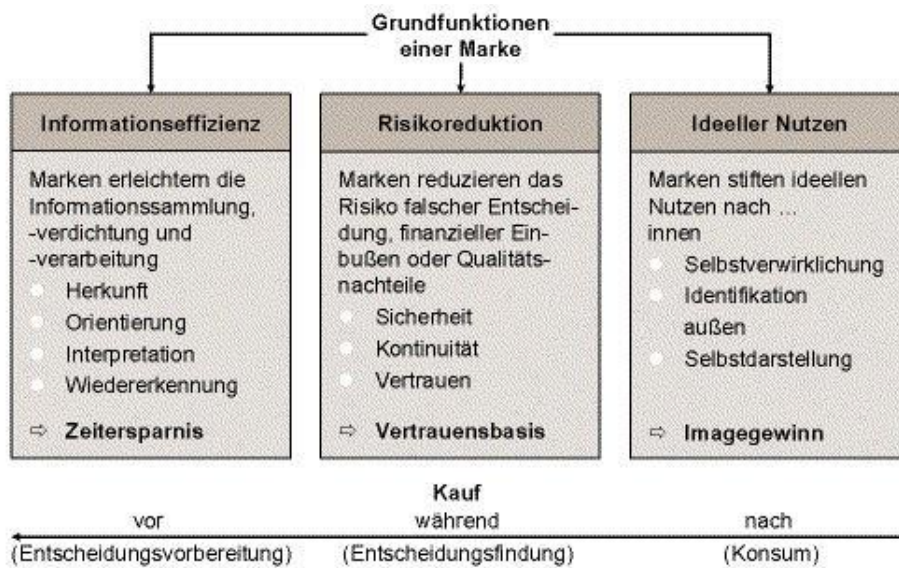 Grundfunktionen
einer Marke
Informationseffizienz
Marken erleichtern die
Informationssammlung,
-verdichtung und
-verarbeitung
Herkunft
Orientierung
Interpretation
Wiedererkennung
⇨ Zeitersparnis
Risikoreduktion
Marken reduzieren das
Risiko falscher Entschei-
dung, finanzieller Ein-
bußen oder Qualitäts-
nachteile
Sicherheit
Kontinuität
Vertrauen
⇨ Vertrauensbasis
Ideeller Nutzen
Marken stiften ideellen
Nutzen nach ...
innen
Selbstverwirklichung
Identifikation
außen
Selbstdarstellung
⇨ Imagegewinn
Kauf
vor während nach
(Entscheidungsvorbereitung) (Entscheidungsfindung) (Konsum)